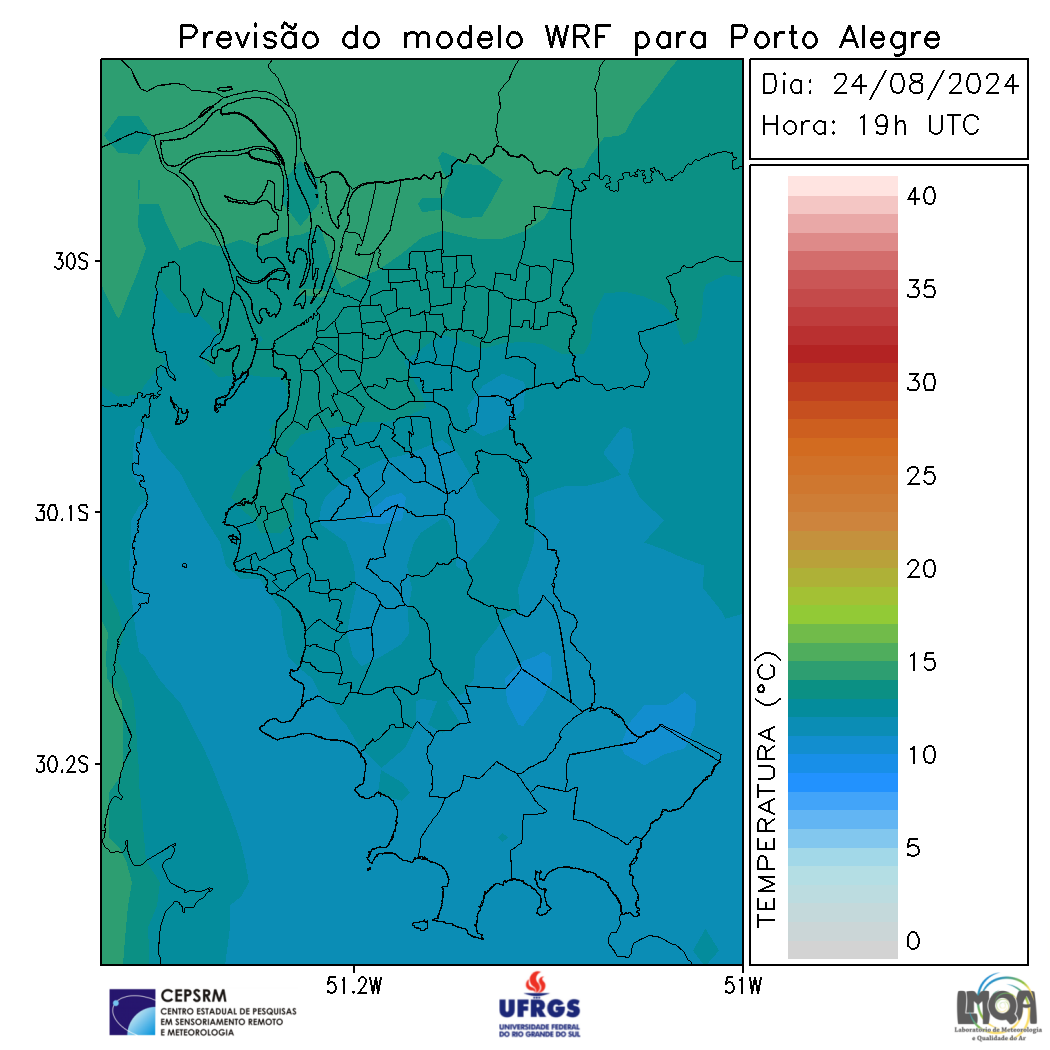 Previsão do modelo WRF para Porto Alegre
Dia: 24/08/2024
Hora: 19h UTC
40
35
30
25
20
15
10
5
0
TEMPERATURA (°C)
30S
30.1S
30.2S
51.2W
51W
CEPSRM
CENTRO ESTADUAL DE PESQUISAS
EM SENSORIAMENTO REMOTO
E METEOROLOGIA
UFRGS
UNIVERSIDADE FEDERAL
DO RIO GRANDE DO SUL
LMQA
Laboratório de Meteorologia
e Qualidade do Ar